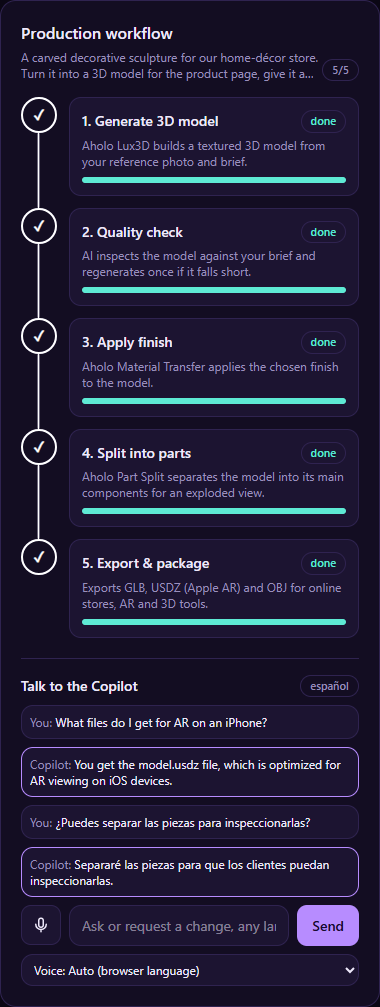 Production workflow
A carved decorative sculpture for our home-décor store.
Turn it into a 3D model for the product page, give it a...
5/5
1. Generate 3D model
done
Aholo Lux3D builds a textured 3D model from
your reference photo and brief.
2. Quality check
done
AI inspects the model against your brief and
regenerates once if it falls short.
3. Apply finish
done
Aholo Material Transfer applies the chosen finish
to the model.
4. Split into parts
done
Aholo Part Split separates the model into its main
components for an exploded view.
5. Export & package
done
Exports GLB, USDZ (Apple AR) and OBJ for online
stores, AR and 3D tools.
Talk to the Copilot
español
You: What files do I get for AR on an iPhone?
Copilot: You get the model.usdz file, which is optimized for
AR viewing on iOS devices.
You: ¿Puedes separar las piezas para inspeccionarlas?
Copilot: Separaré las piezas para que los clientes puedan
inspeccionarlas.
Ask or request a change, any lan
Send
Voice: Auto (browser language)